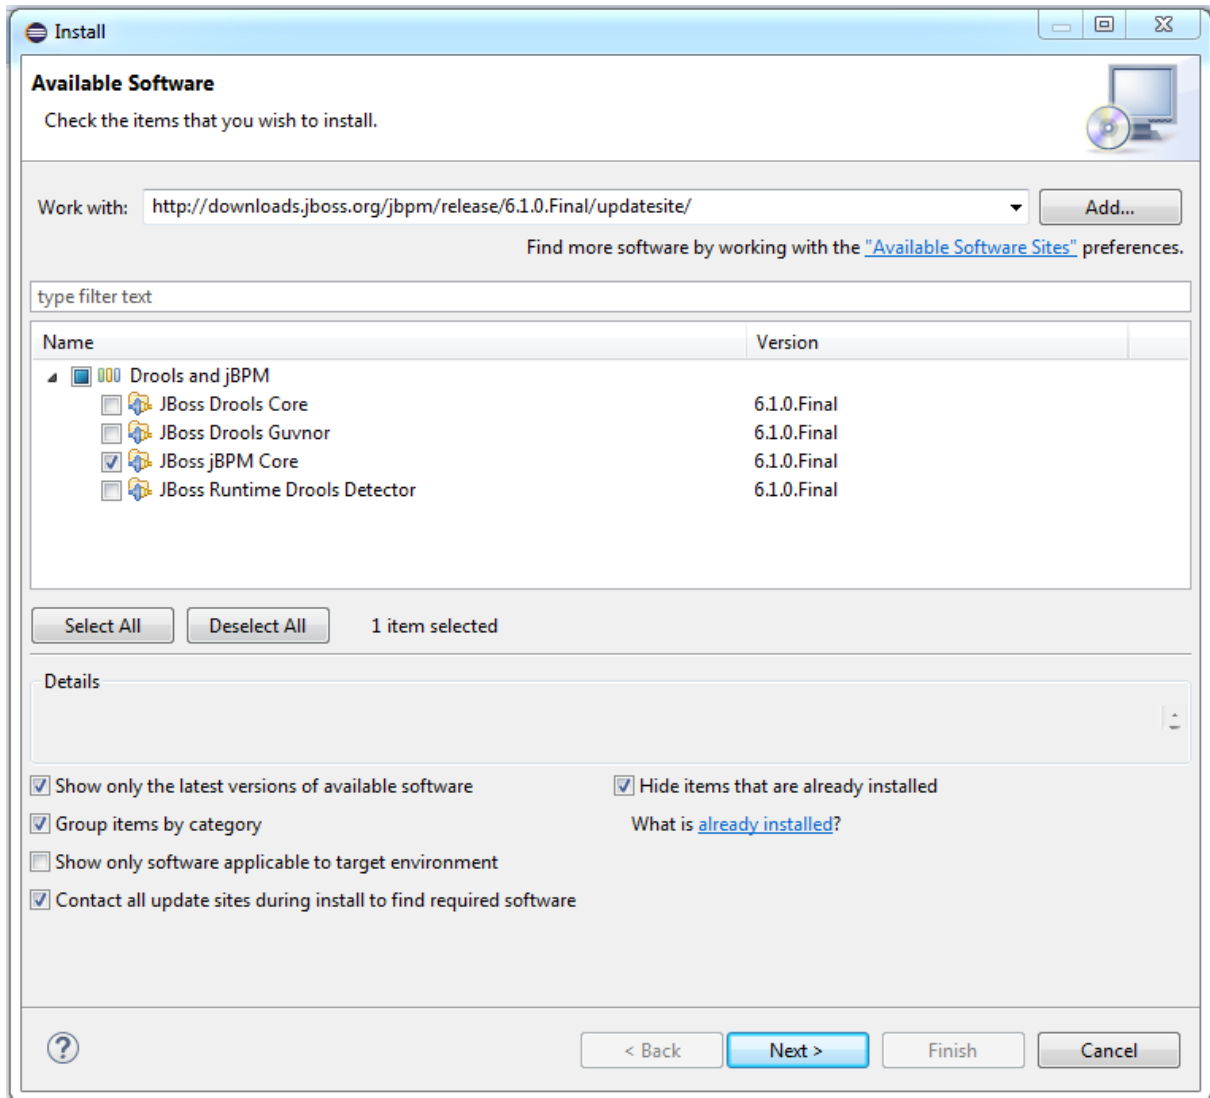 Install
Available Software
Check the items that you wish to install.
Work with: http://downloads.jboss.org/jbpm/release/6.1.0.Final/updatesite/ Add...
Find more software by working with the "Available Software Sites" preferences.
type filter text
Name Version
Drools and jBPM
JBoss Drools Core 6.1.0.Final
JBoss Drools Guvnor 6.1.0.Final
JBoss jBPM Core 6.1.0.Final
JBoss Runtime Drools Detector 6.1.0.Final
Select All Deselect All 1 item selected
Details
Show only the latest versions of available software Hide items that are already installed
Group items by category What is already installed?
Show only software applicable to target environment
Contact all update sites during install to find required software
? < Back Next > Finish Cancel